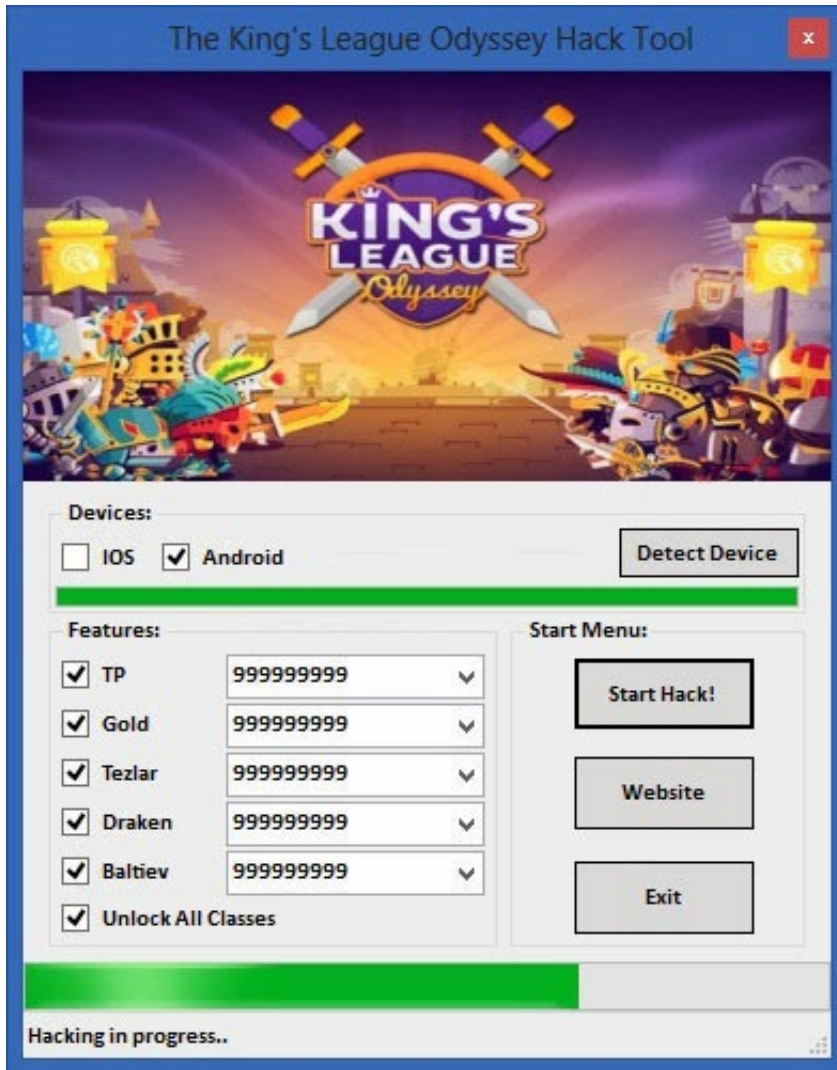 The King's League Odyssey Hack Tool
x
KING'S
LEAGUE
Odyssey
Devices:
IOS Android Detect Device
Features: Start Menu:
TP 999999999
Start Hack!
Gold 999999999
Tezlar 999999999
Website
Draken 999999999
Baltiev 999999999
Exit
Unlock All Classes
Hacking in progress..